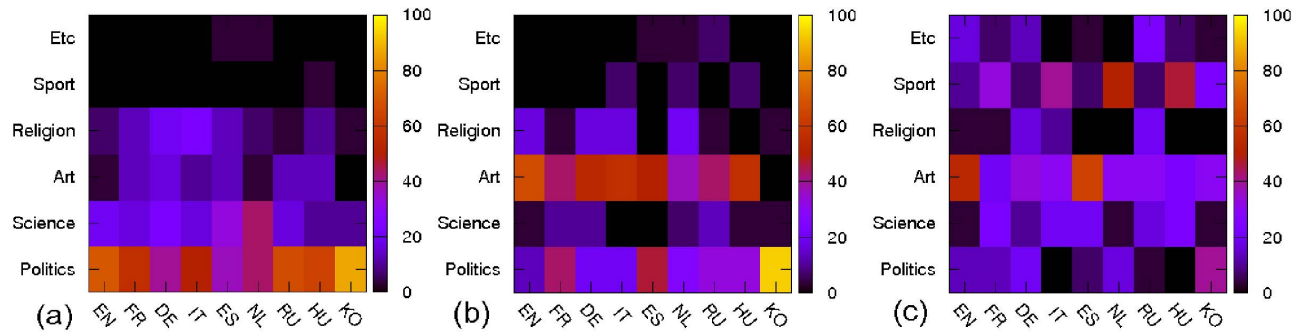 Etc
Sport
Religion
Art
Science
Politics
EN FR DE IT ES NL RU HU KO
100
80
60
40
20
0
(a)
Etc
Sport
Religion
Art
Science
Politics
EN FR DE IT ES NL RU HU KO
100
80
60
40
20
0
(b)
Etc
Sport
Religion
Art
Science
Politics
EN FR DE IT ES NL RU HU KO
100
80
60
40
20
0
(c)